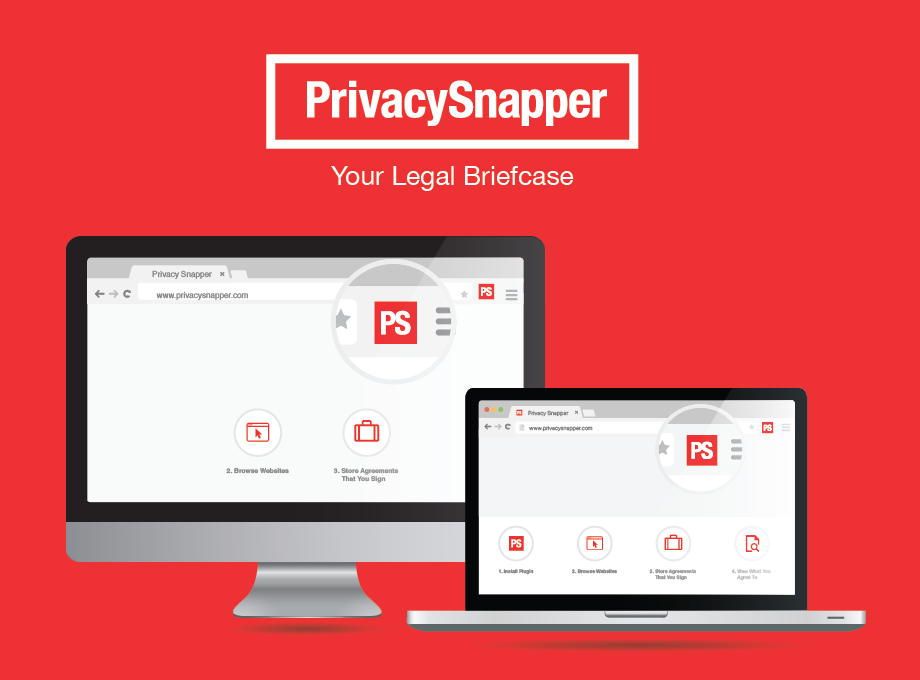 PrivacySnapper
Your Legal Briefcase
Privacy Snapper ×
www.privacysnapper.com
PS
PS
2. Browse Websites
3. Store Agreements
That You Sign
Privacy Snapper ×
www.privacysnapper.com
PS
PS
PS
1. Install Plugin
2. Browse Websites
3. Store Agreements
That You Sign
4. View What You
Agree To